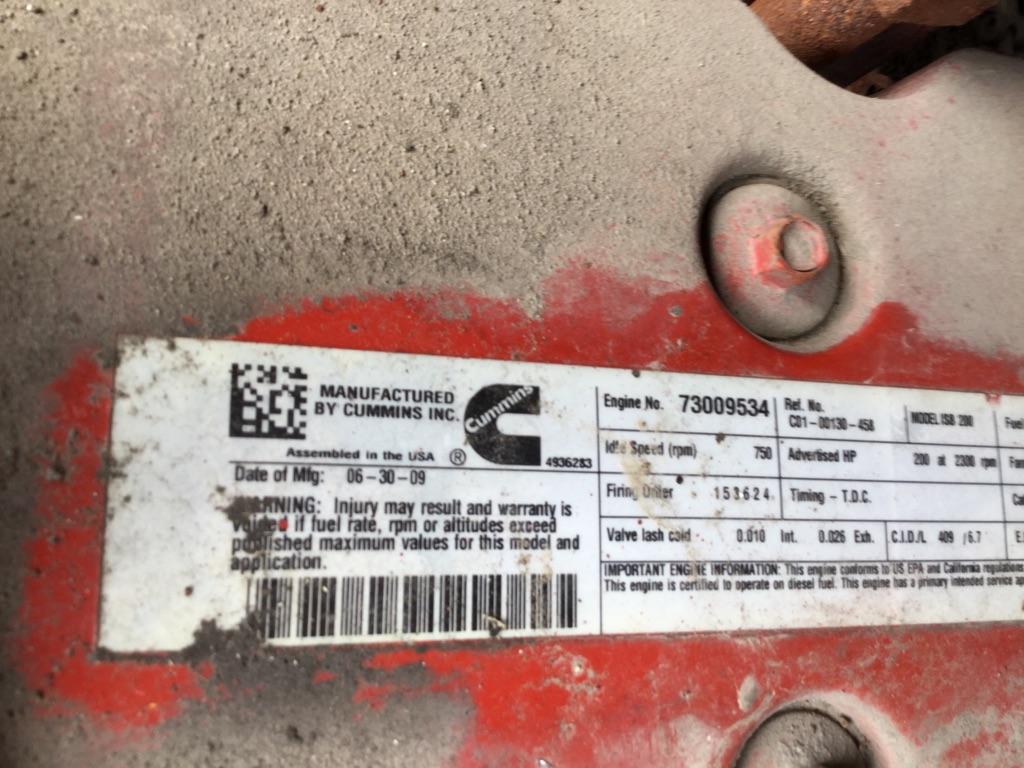 MANUFACTURED
BY CUMMINS INC.
Cummins
Assembled in the USA ®
4936283
Date of Mfg: 06-30-09
WARNING: Injury may result and warranty is
voided if fuel rate, rpm or altitudes exceed
published maximum values for this model and
application.
Engine No. 73009534
Ref. No.
C01-00130-458
MODEL ISB 200
Fuel
Idle Speed (rpm) 750
Advertised HP 200 at 2300 rpm
Firing Order 153624
Timing - T.D.C.
Valve lash cold 0.010 Int. 0.026 Exh.
C.I.D./L 409 /6.7
IMPORTANT ENGINE INFORMATION: This engine conforms to US EPA and California regulations
This engine is certified to operate on diesel fuel. This engine has a primary intended service